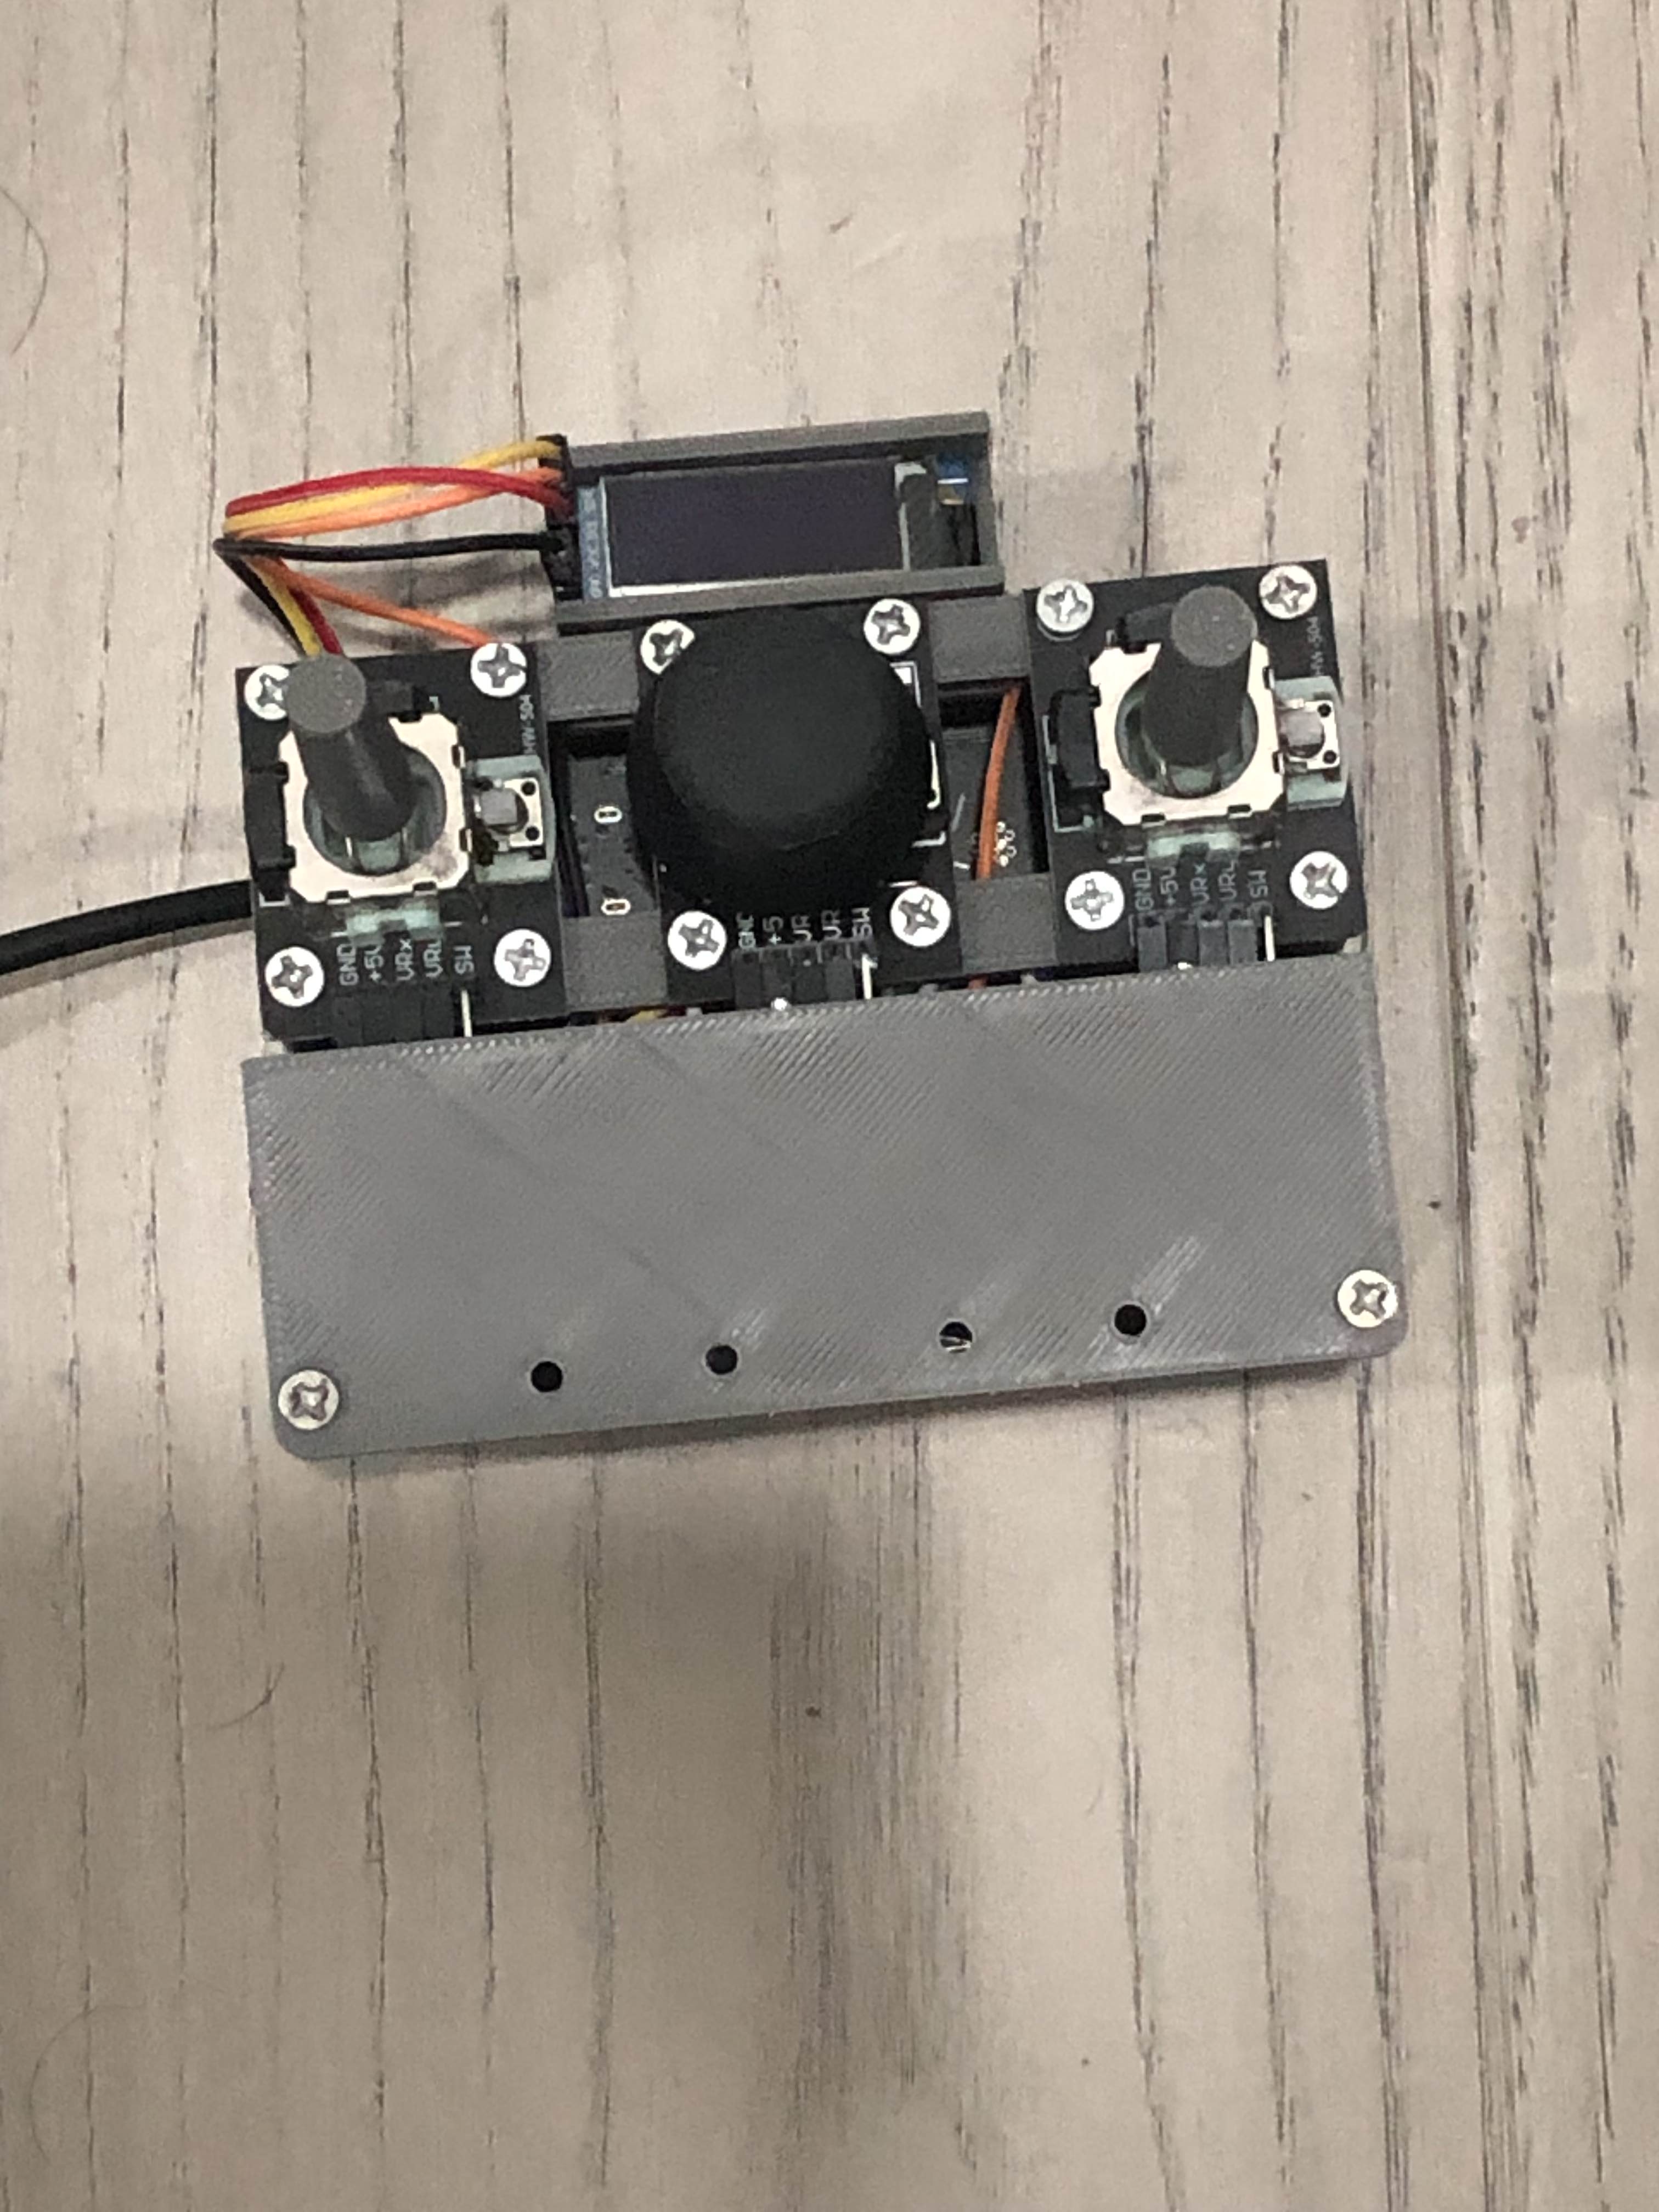 HW-504
HW-504
GND
+5V
VRx
VRy
SW
GND
+5
VR
VR
SW
GND
+5V
VRx
VRy
SW